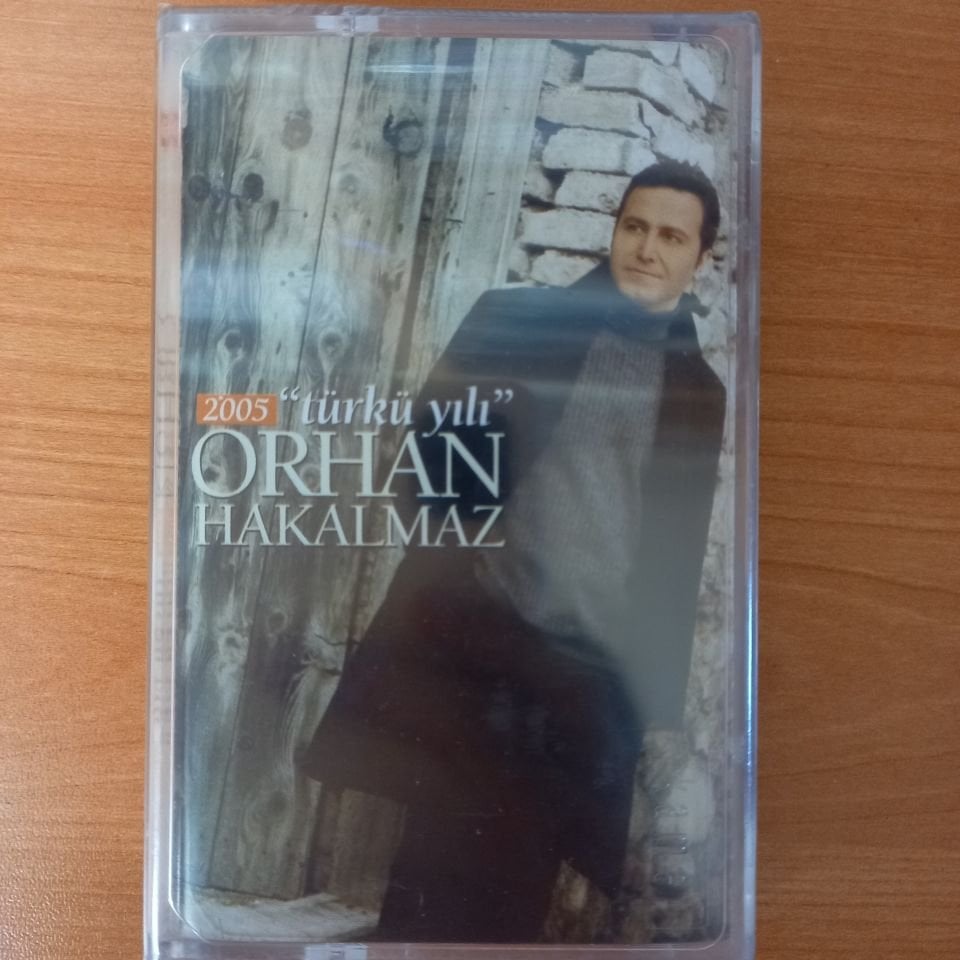 2005 “türkü yılı”
ORHAN
HAKALMAZ